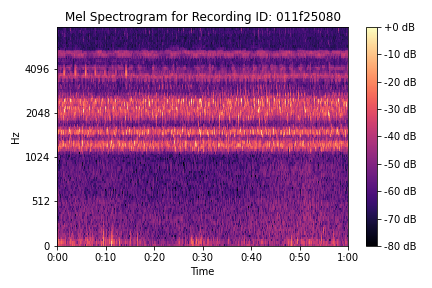 Mel Spectrogram for Recording ID: 011f25080
+0 dB
-10 dB
-20 dB
-30 dB
-40 dB
-50 dB
-60 dB
-70 dB
-80 dB
4096
2048
1024
512
0
Hz
0:00 0:10 0:20 0:30 0:40 0:50 1:00
Time